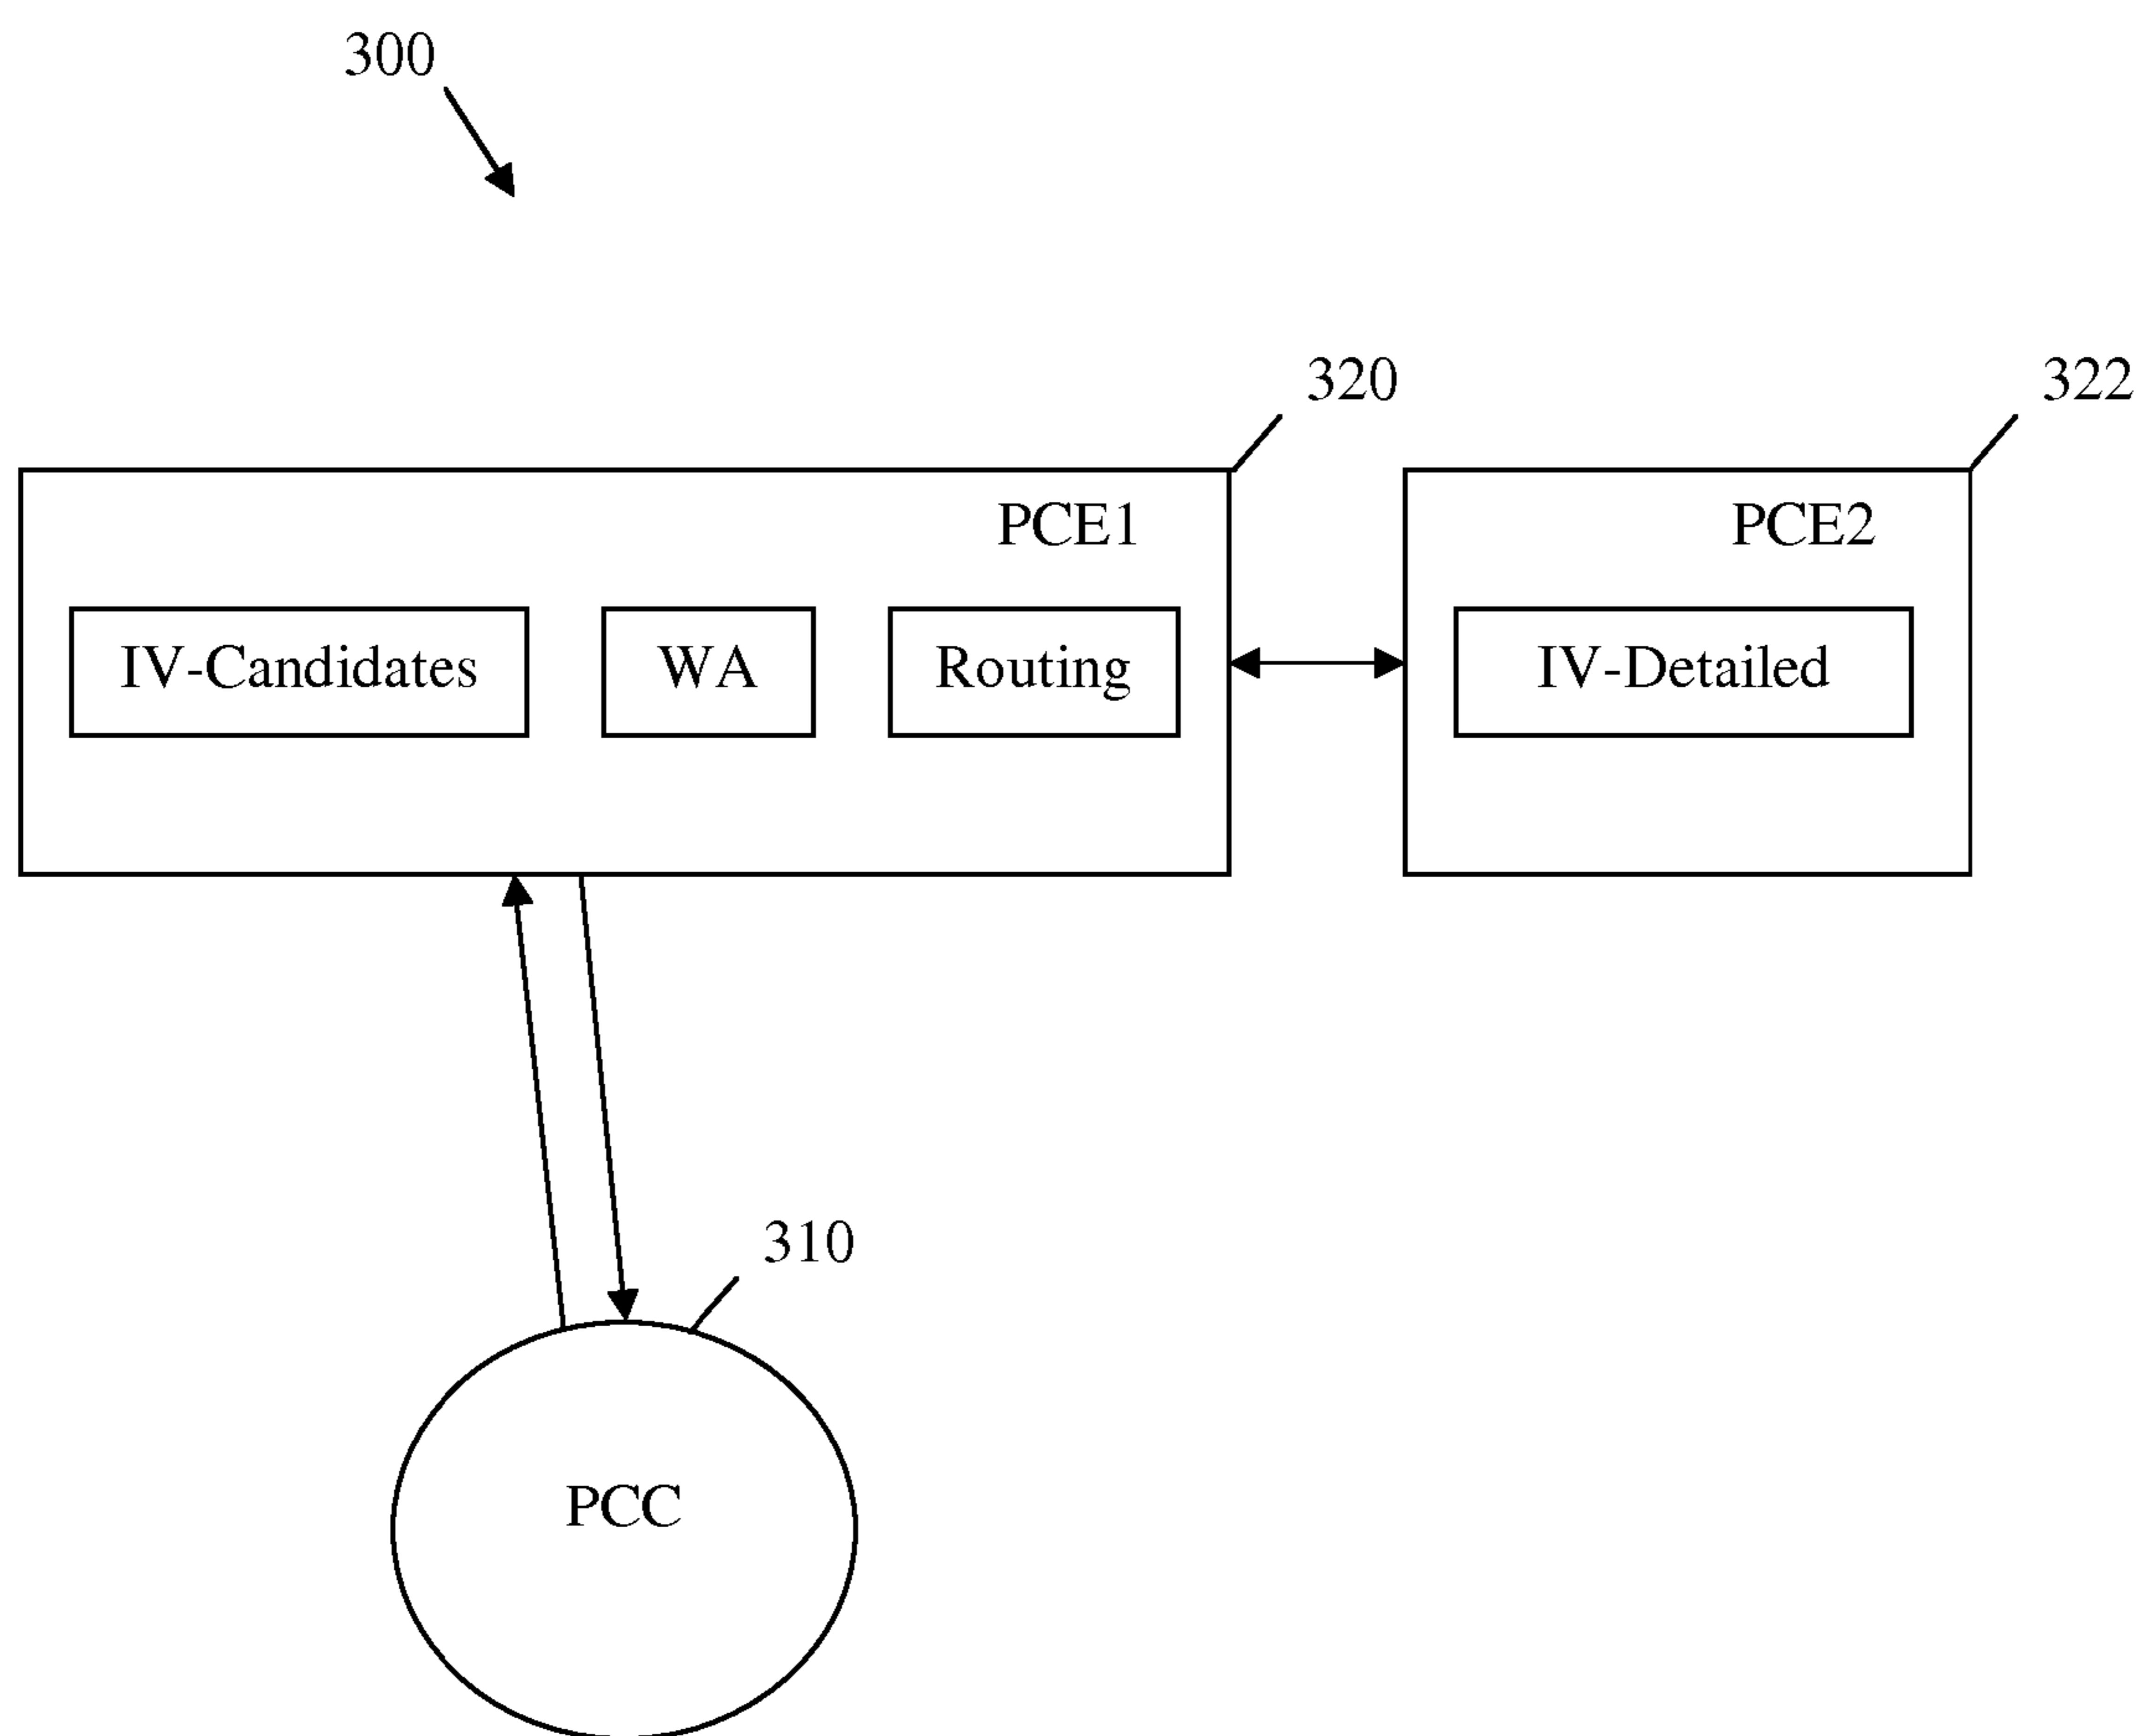 300
320
322
PCE1
PCE2
IV-Candidates
WA
Routing
IV-Detailed
310
PCC